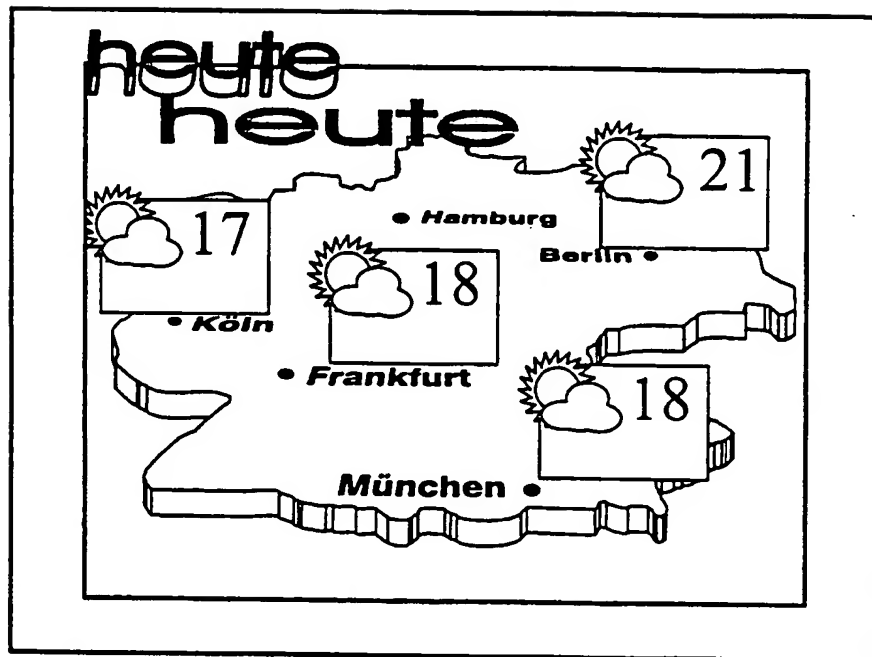 heute
heute
21
17
Hamburg
18
Berlin
Köln
Frankfurt
18
München